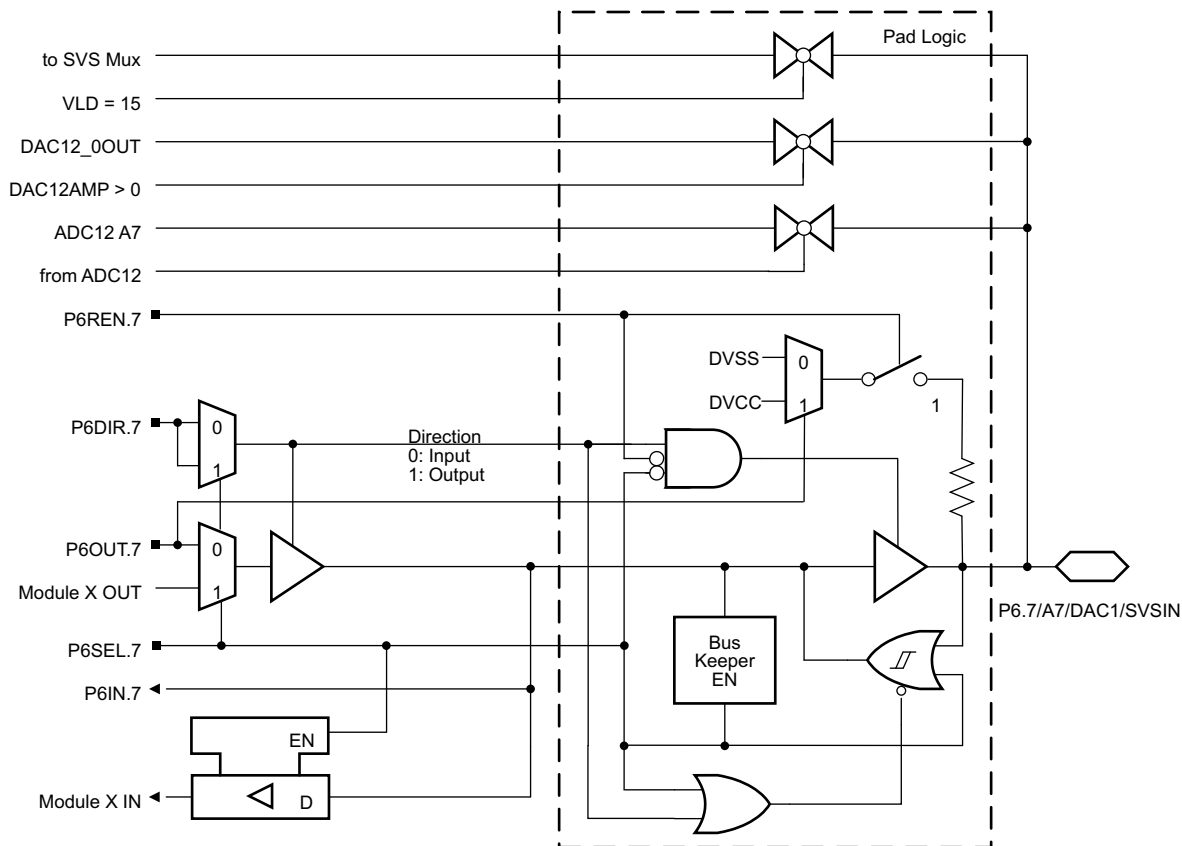 Pad Logic
to SVS Mux
VLD = 15
DAC12_0OUT
DAC12AMP > 0
ADC12 A7
from ADC12
P6REN.7
DVSS
0
DVCC
1
1
P6DIR.7
0
1
Direction
0: Input
1: Output
P6OUT.7
0
Module X OUT
1
P6.7/A7/DAC1/SVSIN
P6SEL.7
Bus
Keeper
EN
P6IN.7
EN
Module X IN
D